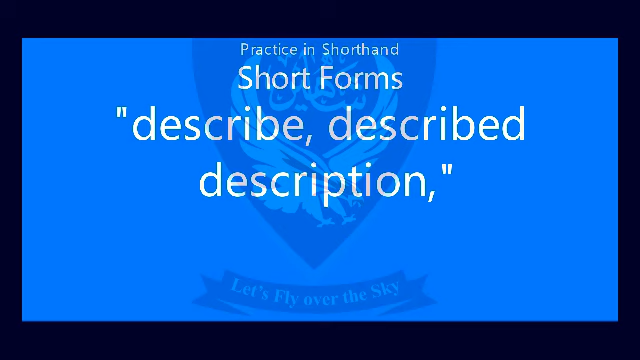 Practice in Shorthand
Short Forms
"describe, described
description,"
Let's Fly over the Sky